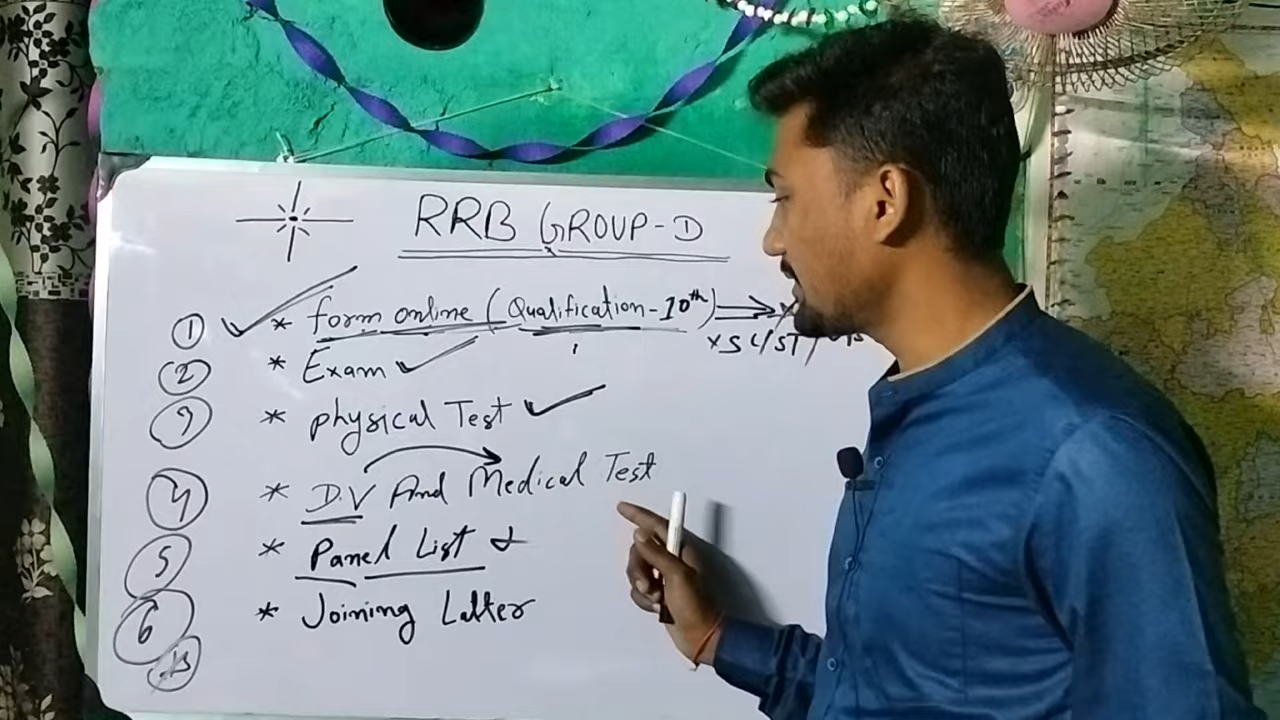 RRB GROUP-D
① * form online (Qualification-10th)
×SC/ST/
② * Exam
3 * physical Test
4 * D.V And Medical Test
5 * Panel List &
6 * Joining Latter